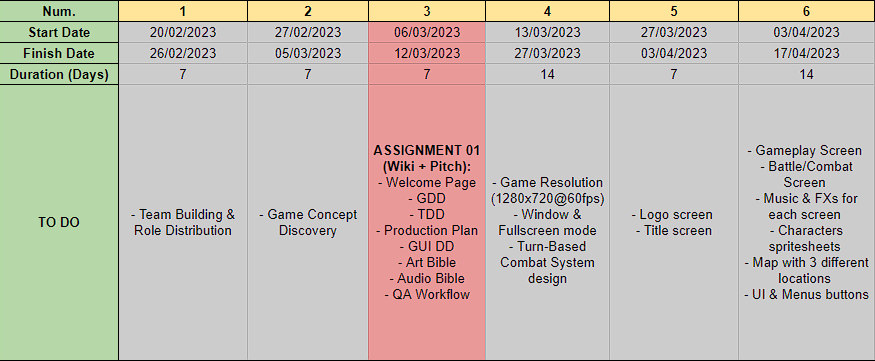 Num. 1 2 3 4 5 6
Start Date 20/02/2023 27/02/2023 06/03/2023 13/03/2023 27/03/2023 03/04/2023
Finish Date 26/02/2023 05/03/2023 12/03/2023 27/03/2023 03/04/2023 17/04/2023
Duration (Days) 7 7 7 14 7 14
TO DO
- Team Building &
Role Distribution
- Game Concept
Discovery
ASSIGNMENT 01
(Wiki + Pitch):
- Welcome Page
- GDD
- TDD
- Production Plan
- GUI DD
- Art Bible
- Audio Bible
- QA Workflow
- Game Resolution
(1280x720@60fps)
- Window &
Fullscreen mode
- Turn-Based
Combat System
design
- Logo screen
- Title screen
- Gameplay Screen
- Battle/Combat
Screen
- Music & FXs for
each screen
- Characters
spritesheets
- Map with 3 different
locations
- UI & Menus buttons